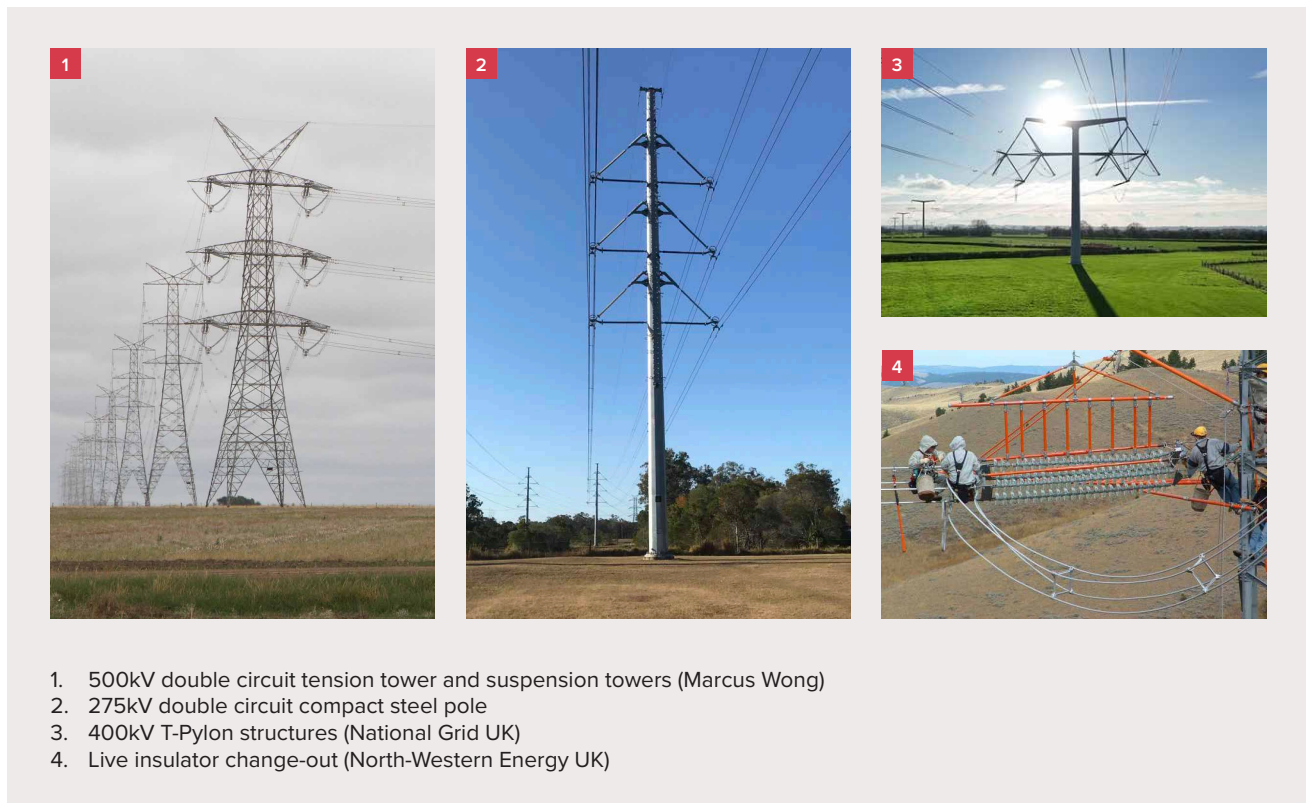 1
2
3
4
1. 500kV double circuit tension tower and suspension towers (Marcus Wong)
2. 275kV double circuit compact steel pole
3. 400kV T-Pylon structures (National Grid UK)
4. Live insulator change-out (North-Western Energy UK)